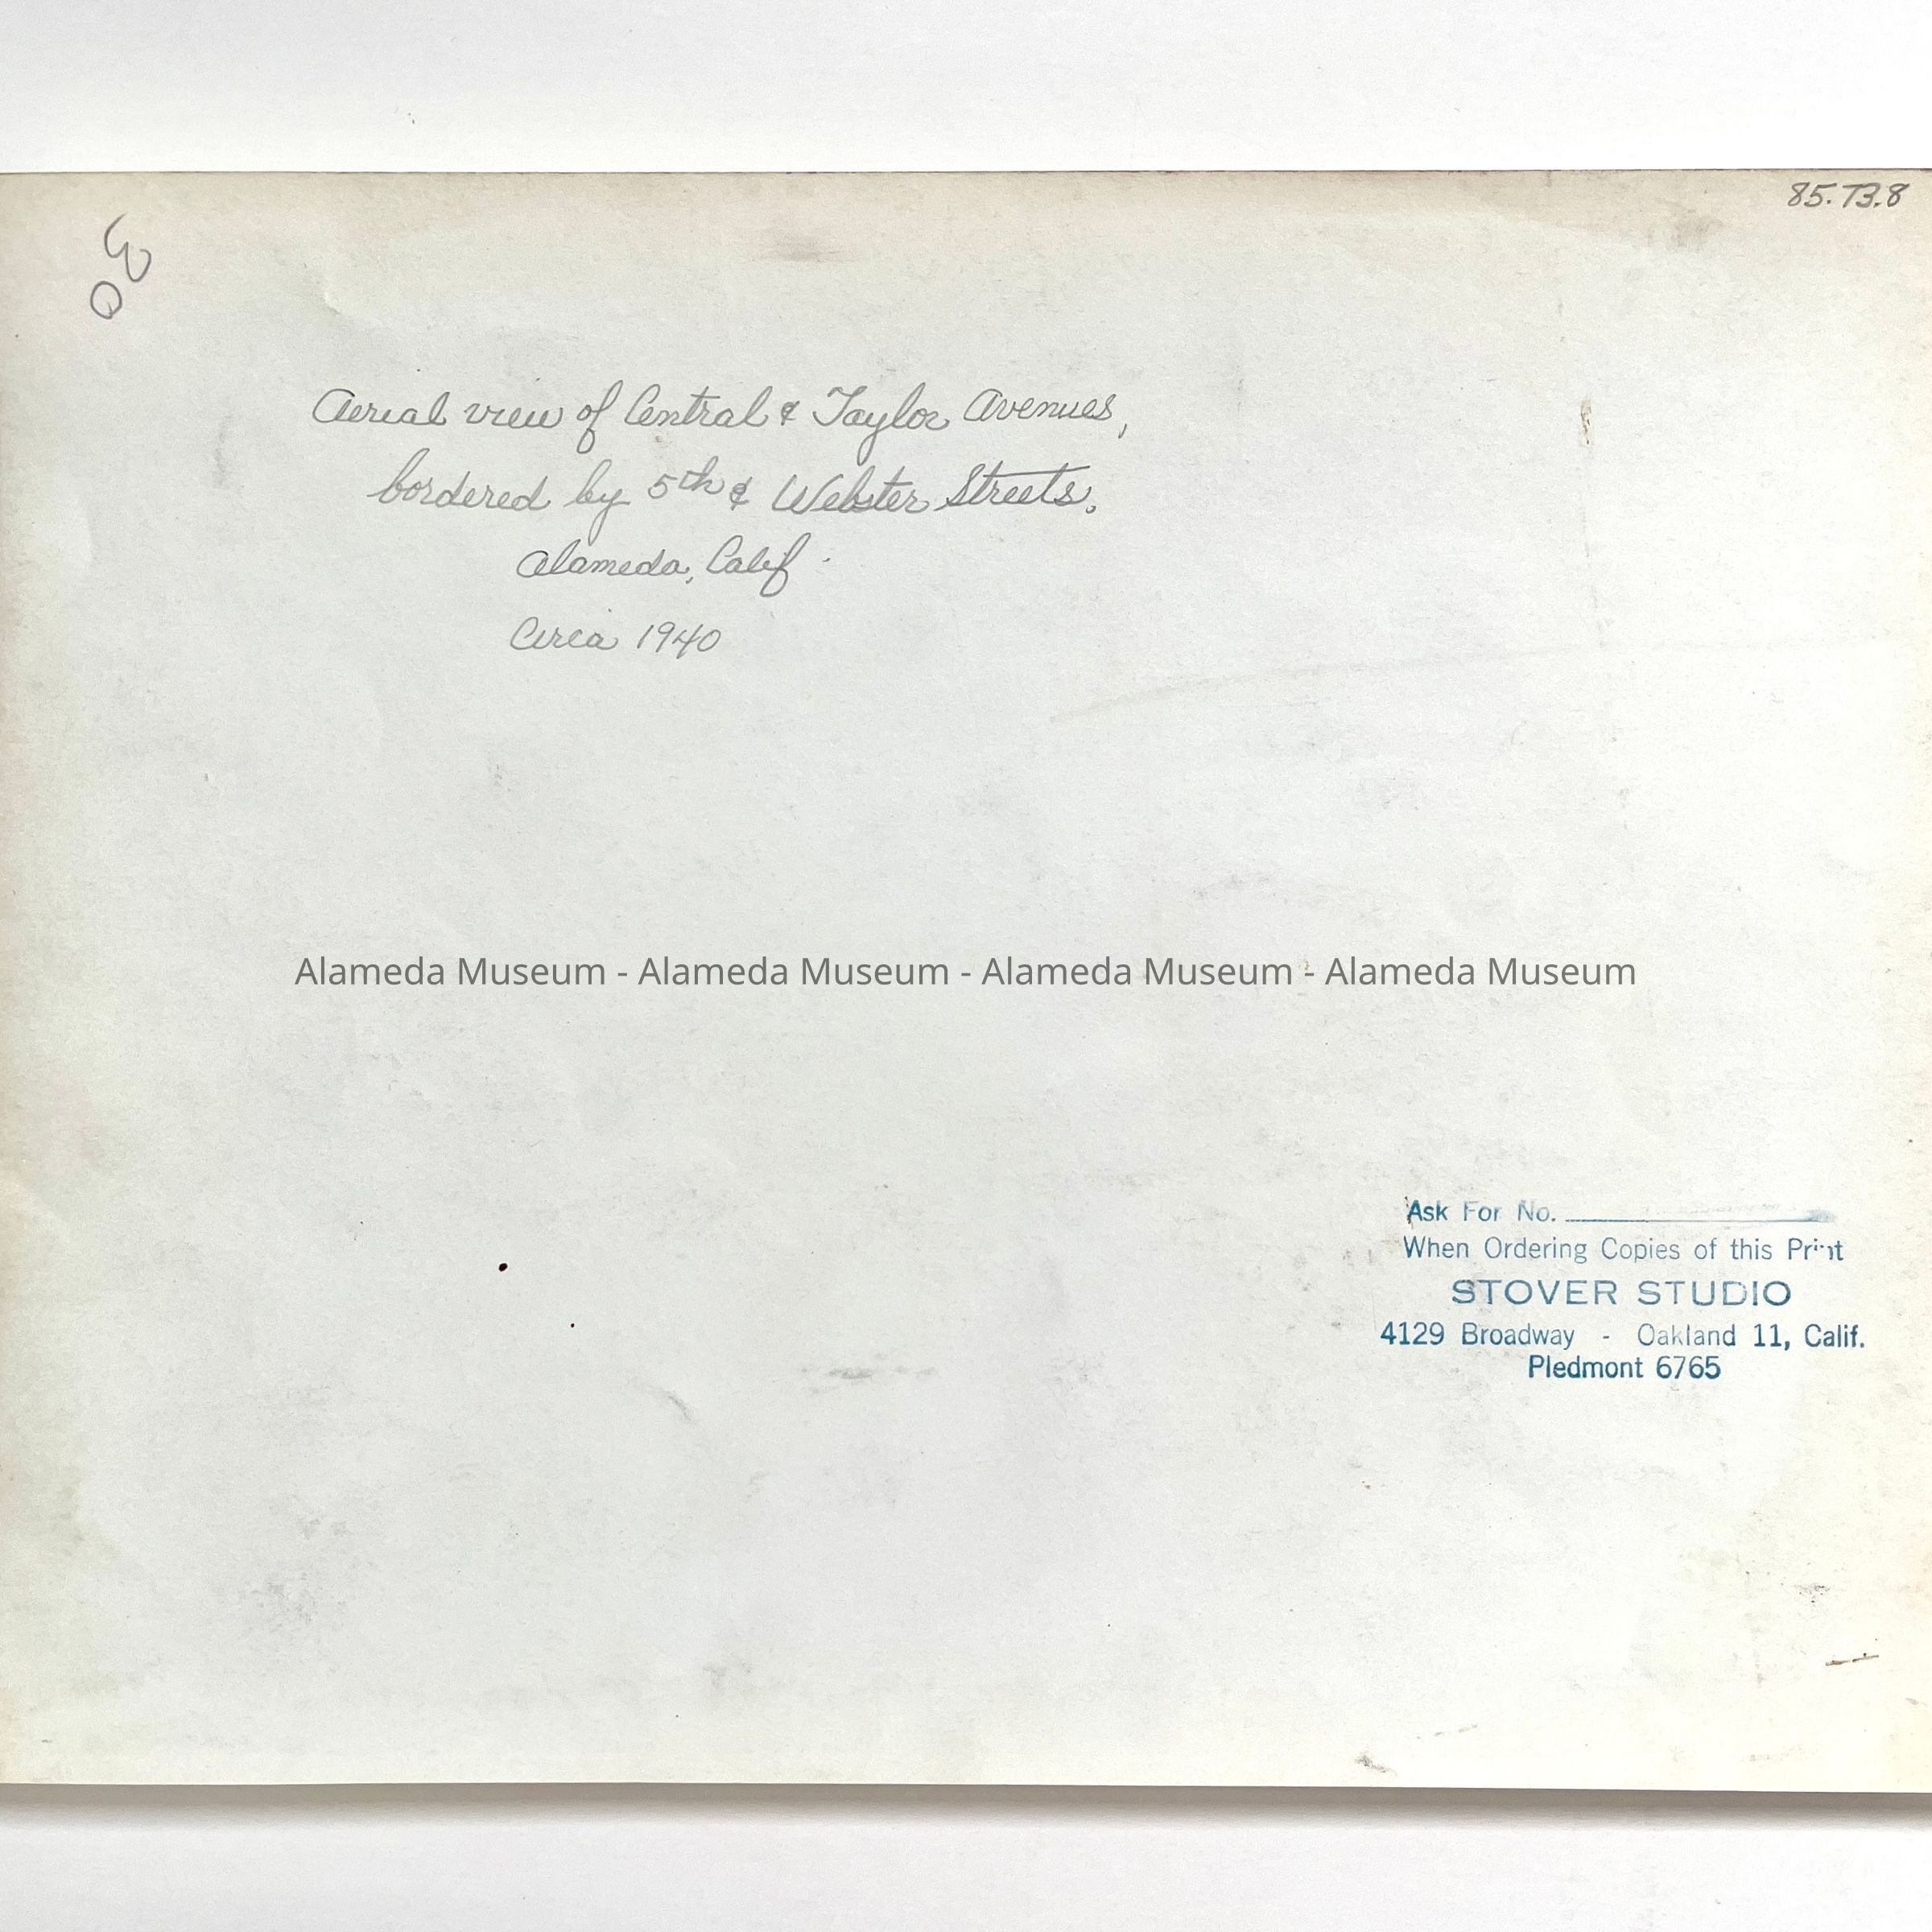 85.73.8
30
Aerial view of Central & Taylor Avenues,
bordered by 5th & Webster Streets.
Alameda, Calif.
Circa 1940
Alameda Museum - Alameda Museum - Alameda Museum - Alameda Museum
Ask For No.
When Ordering Copies of this Print
STOVER STUDIO
4129 Broadway - Oakland 11, Calif.
PIedmont 6765